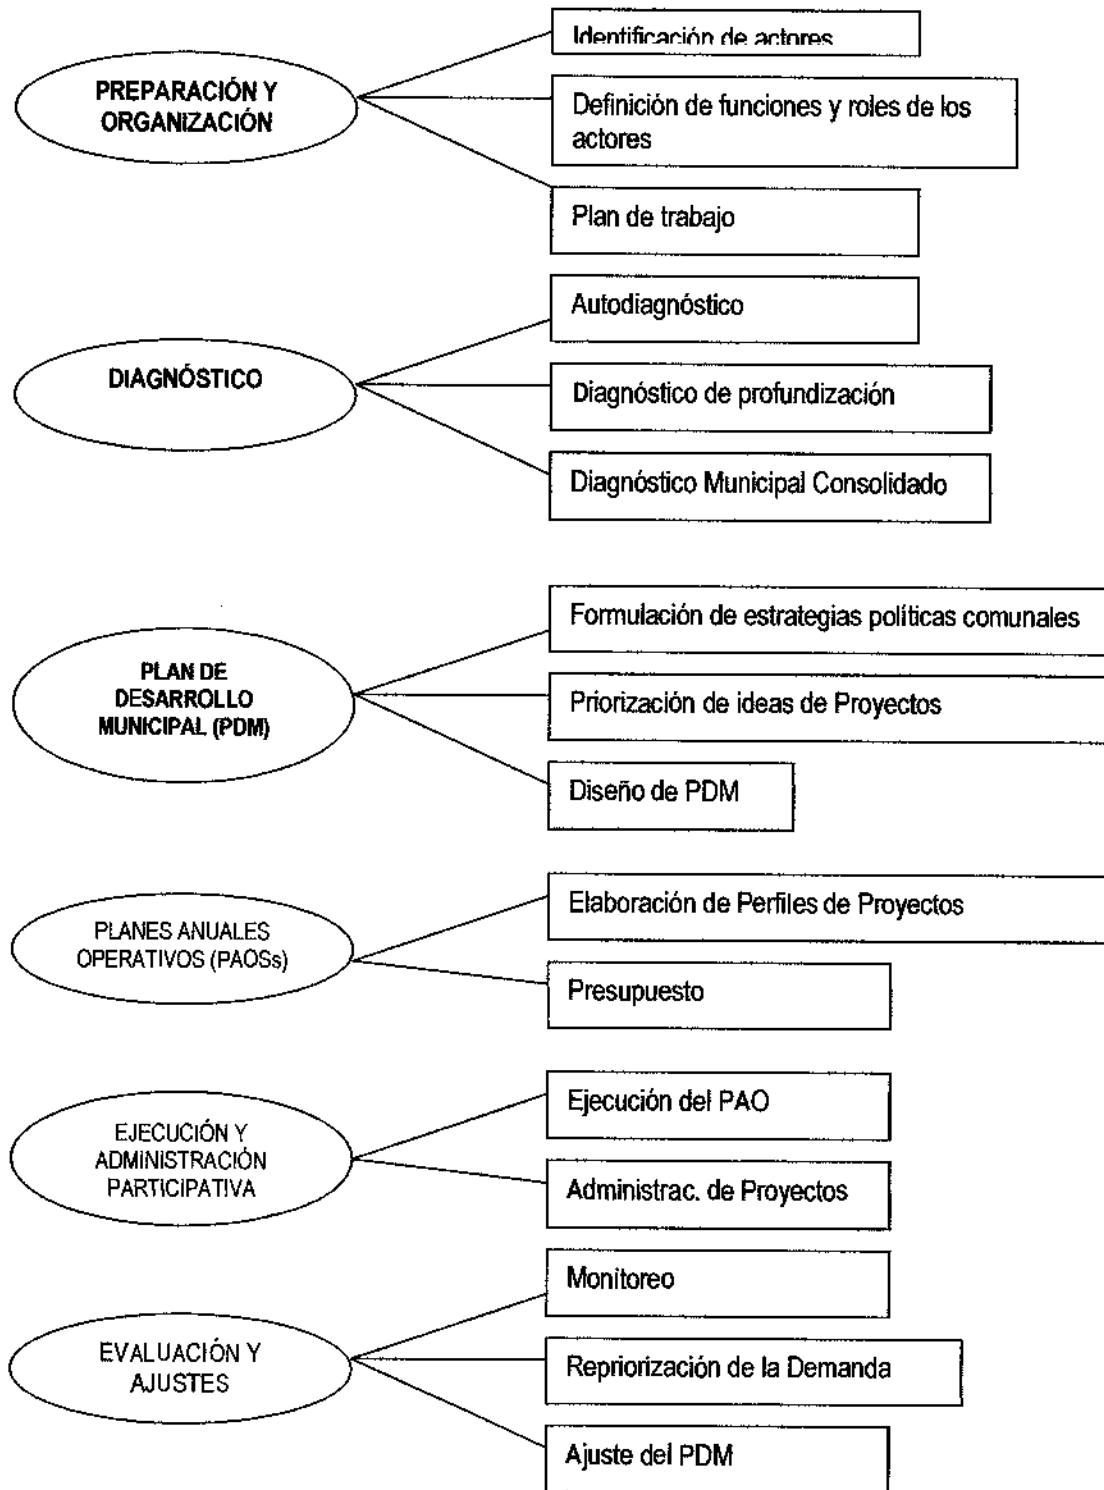 Identificación de actores
PREPARACIÓN Y
ORGANIZACIÓN
Definición de funciones y roles de los
actores
Plan de trabajo
Autodiagnóstico
DIAGNÓSTICO
Diagnóstico de profundización
Diagnóstico Municipal Consolidado
Formulación de estrategias políticas comunales
PLAN DE
DESARROLLO
MUNICIPAL (PDM)
Priorización de ideas de Proyectos
Diseño de PDM
Elaboración de Perfiles de Proyectos
PLANES ANUALES
OPERATIVOS (PAOSs)
Presupuesto
Ejecución del PAO
EJECUCIÓN Y
ADMINISTRACIÓN
PARTICIPATIVA
Administrac. de Proyectos
Monitoreo
EVALUACIÓN Y
AJUSTES
Repriorización de la Demanda
Ajuste del PDM